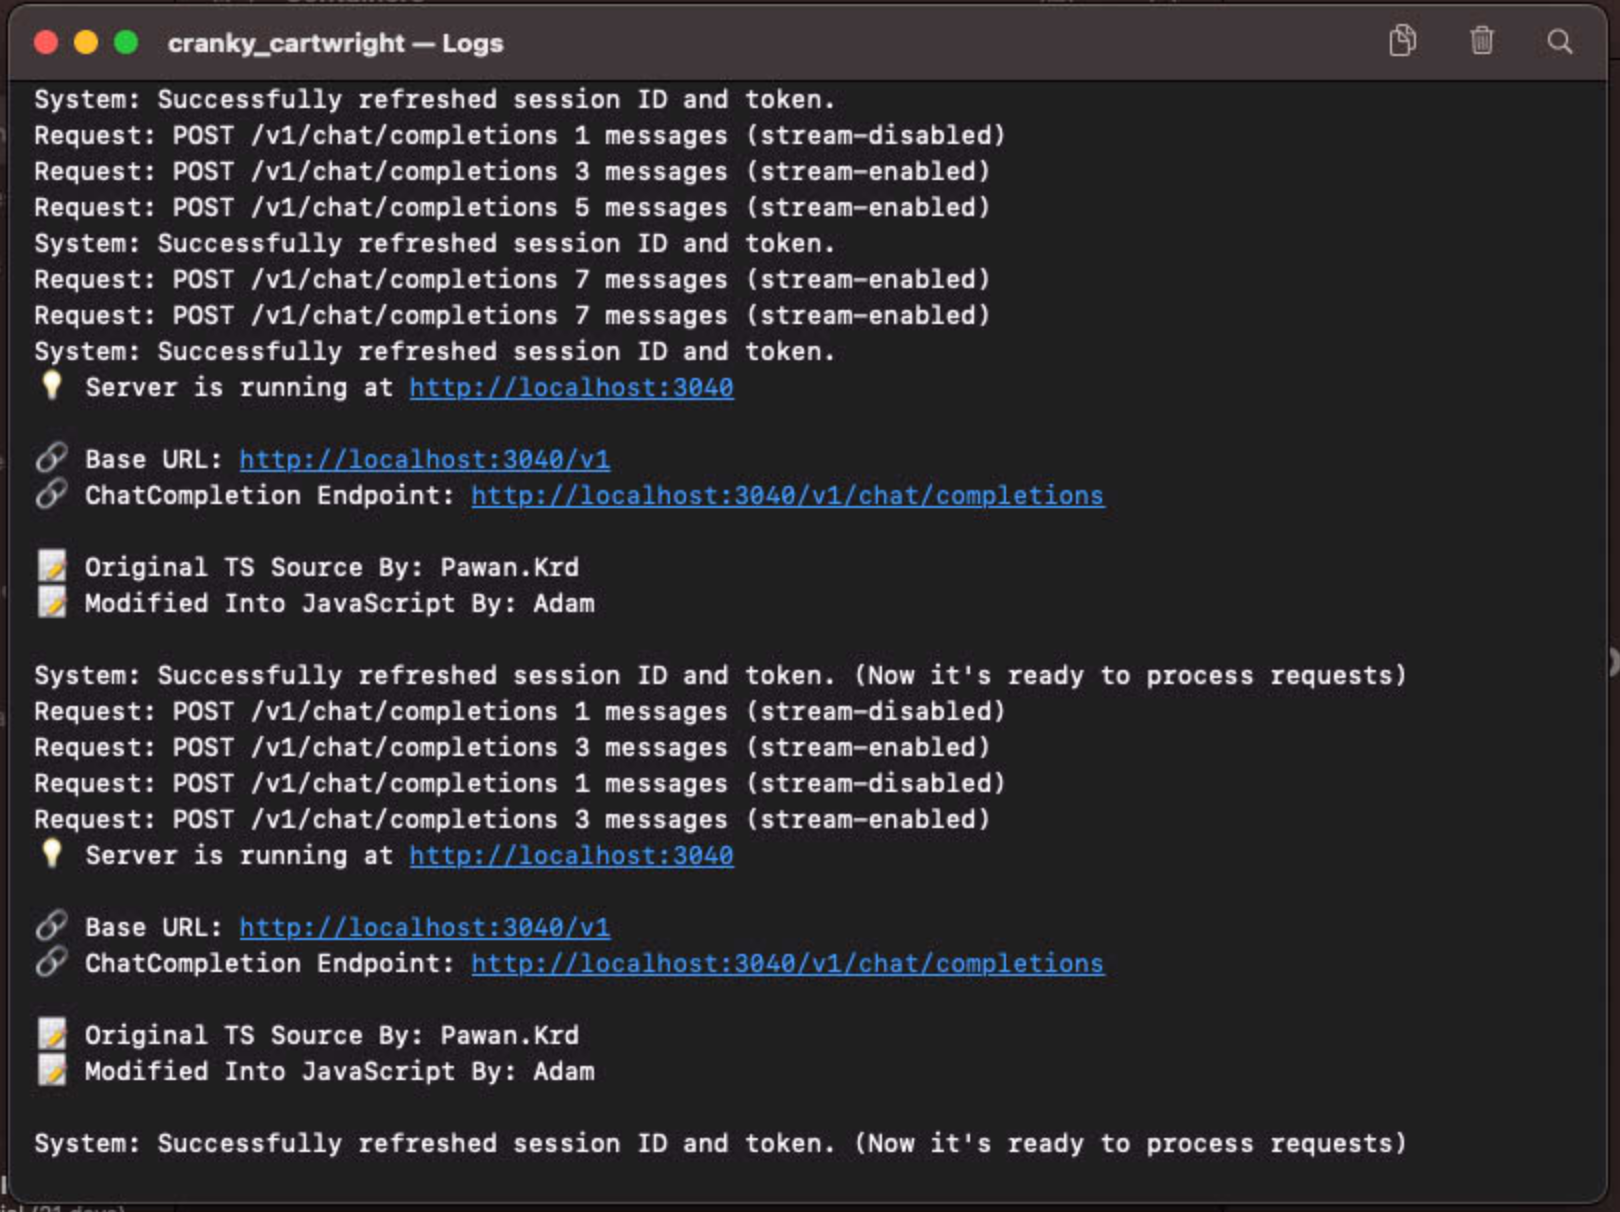 cranky_cartwright — Logs
System: Successfully refreshed session ID and token.
Request: POST /v1/chat/completions 1 messages (stream-disabled)
Request: POST /v1/chat/completions 3 messages (stream-enabled)
Request: POST /v1/chat/completions 5 messages (stream-enabled)
System: Successfully refreshed session ID and token.
Request: POST /v1/chat/completions 7 messages (stream-enabled)
Request: POST /v1/chat/completions 7 messages (stream-enabled)
System: Successfully refreshed session ID and token.
💡 Server is running at http://localhost:3040
🔗 Base URL: http://localhost:3040/v1
🔗 ChatCompletion Endpoint: http://localhost:3040/v1/chat/completions
📝 Original TS Source By: Pawan.Krd
📝 Modified Into JavaScript By: Adam
System: Successfully refreshed session ID and token. (Now it's ready to process requests)
Request: POST /v1/chat/completions 1 messages (stream-disabled)
Request: POST /v1/chat/completions 3 messages (stream-enabled)
Request: POST /v1/chat/completions 1 messages (stream-disabled)
Request: POST /v1/chat/completions 3 messages (stream-enabled)
💡 Server is running at http://localhost:3040
🔗 Base URL: http://localhost:3040/v1
🔗 ChatCompletion Endpoint: http://localhost:3040/v1/chat/completions
📝 Original TS Source By: Pawan.Krd
📝 Modified Into JavaScript By: Adam
System: Successfully refreshed session ID and token. (Now it's ready to process requests)